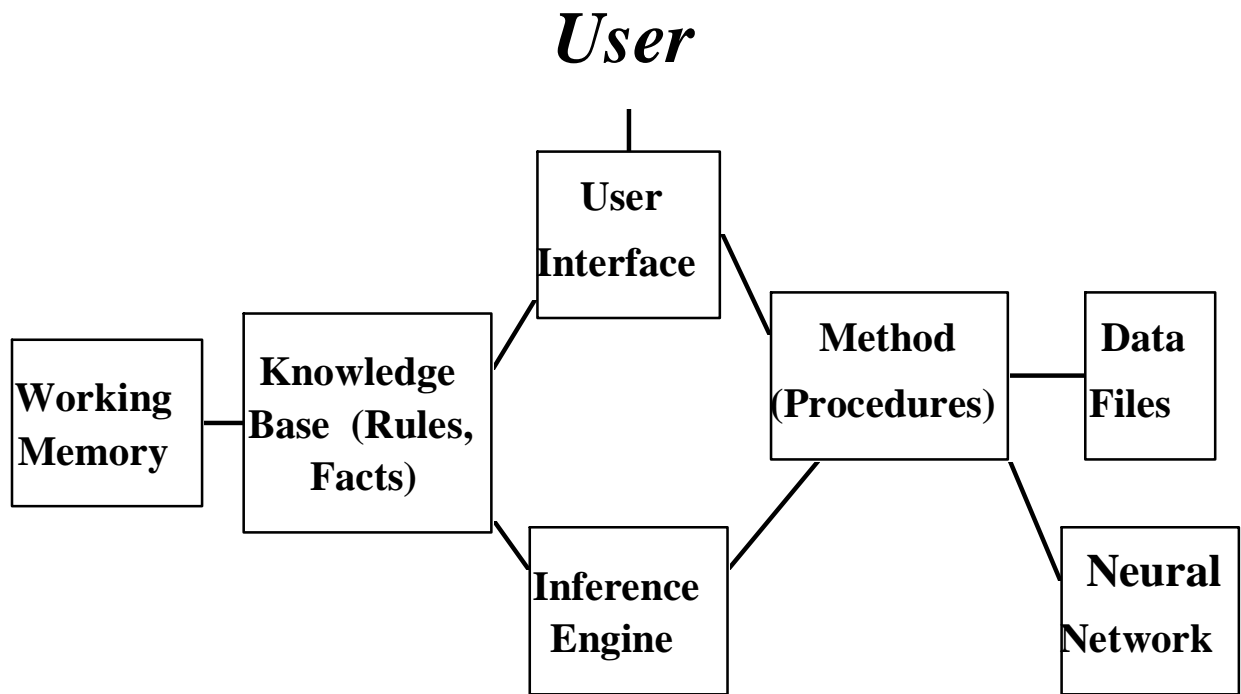 User
User
Interface
Working
Memory
Knowledge
Base (Rules,
Facts)
Method
(Procedures)
Data
Files
Inference
Engine
Neural
Network